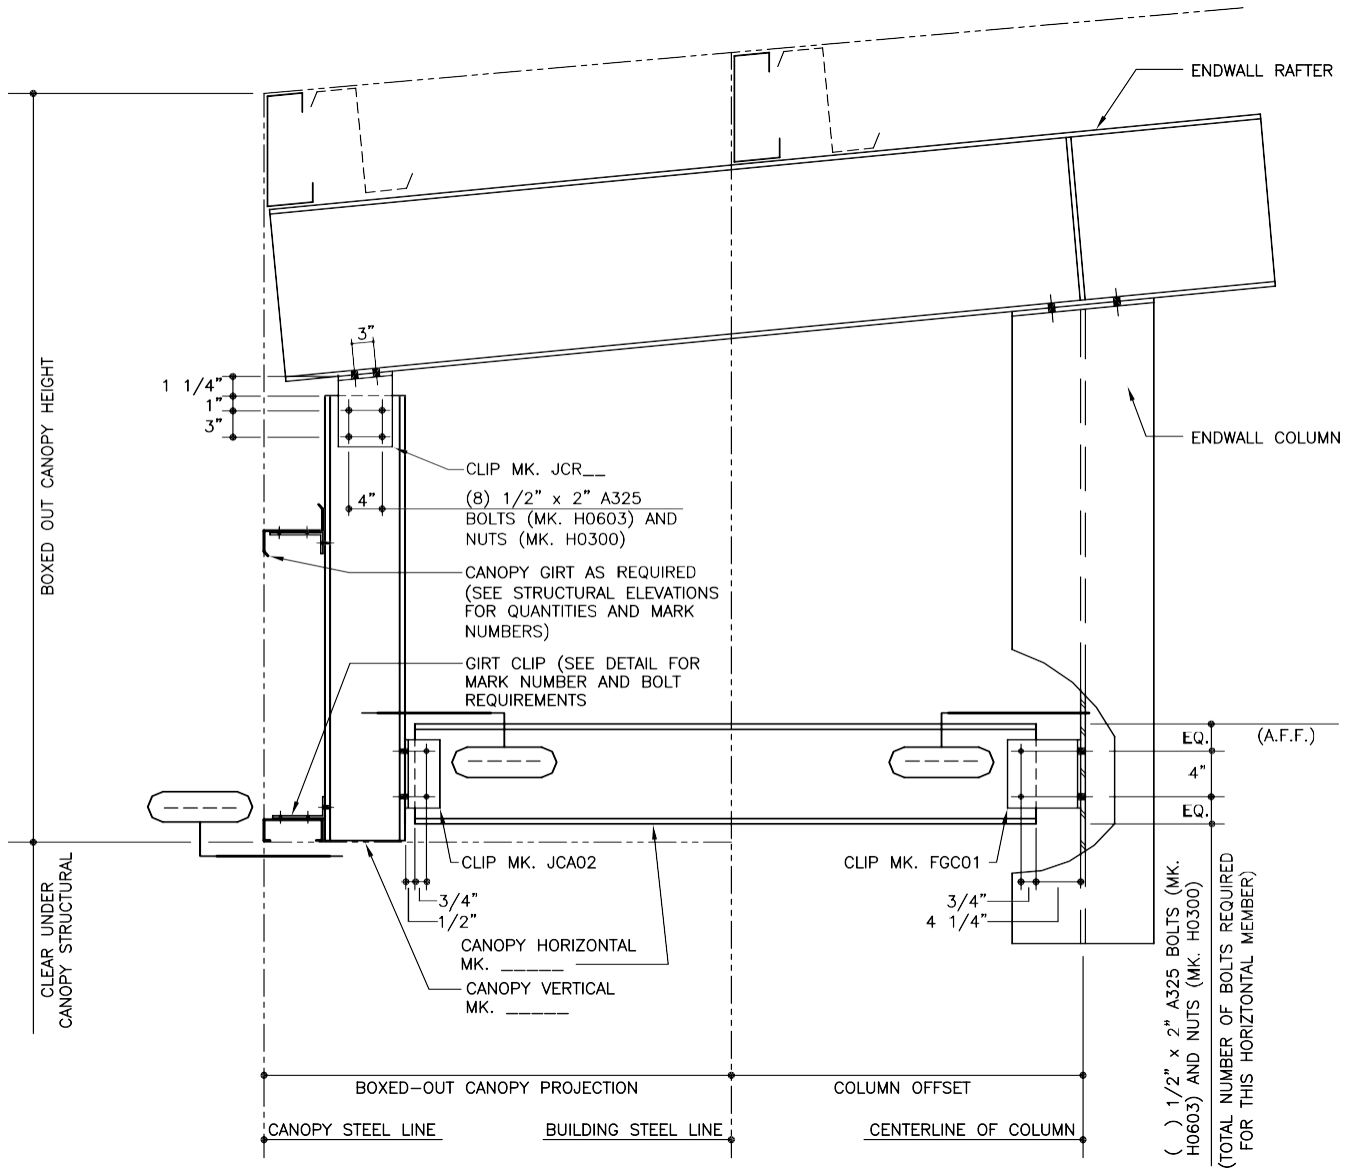 ENDWALL RAFTER
3"
1 1/4"
1"
3"
BOXED OUT CANOPY HEIGHT
ENDWALL COLUMN
CLIP MK. JCR__
4"
(8) 1/2" x 2" A325
BOLTS (MK. H0603) AND
NUTS (MK. H0300)
CANOPY GIRT AS REQUIRED
(SEE STRUCTURAL ELEVATIONS
FOR QUANTITIES AND MARK
NUMBERS)
GIRT CLIP (SEE DETAIL FOR
MARK NUMBER AND BOLT
REQUIREMENTS
EQ.
(A.F.F.)
4"
EQ.
CLIP MK. JCA02
CLIP MK. FGC01
3/4"
1/2"
3/4"
4 1/4"
CANOPY HORIZONTAL
MK. _____
CANOPY VERTICAL
MK. _____
CLEAR UNDER
CANOPY STRUCTURAL
( ) 1/2" x 2" A325 BOLTS (MK.
H0603) AND NUTS (MK. H0300)
(TOTAL NUMBER OF BOLTS REQUIRED
FOR THIS HORIZTONTAL MEMBER)
BOXED-OUT CANOPY PROJECTION
COLUMN OFFSET
CANOPY STEEL LINE
BUILDING STEEL LINE
CENTERLINE OF COLUMN